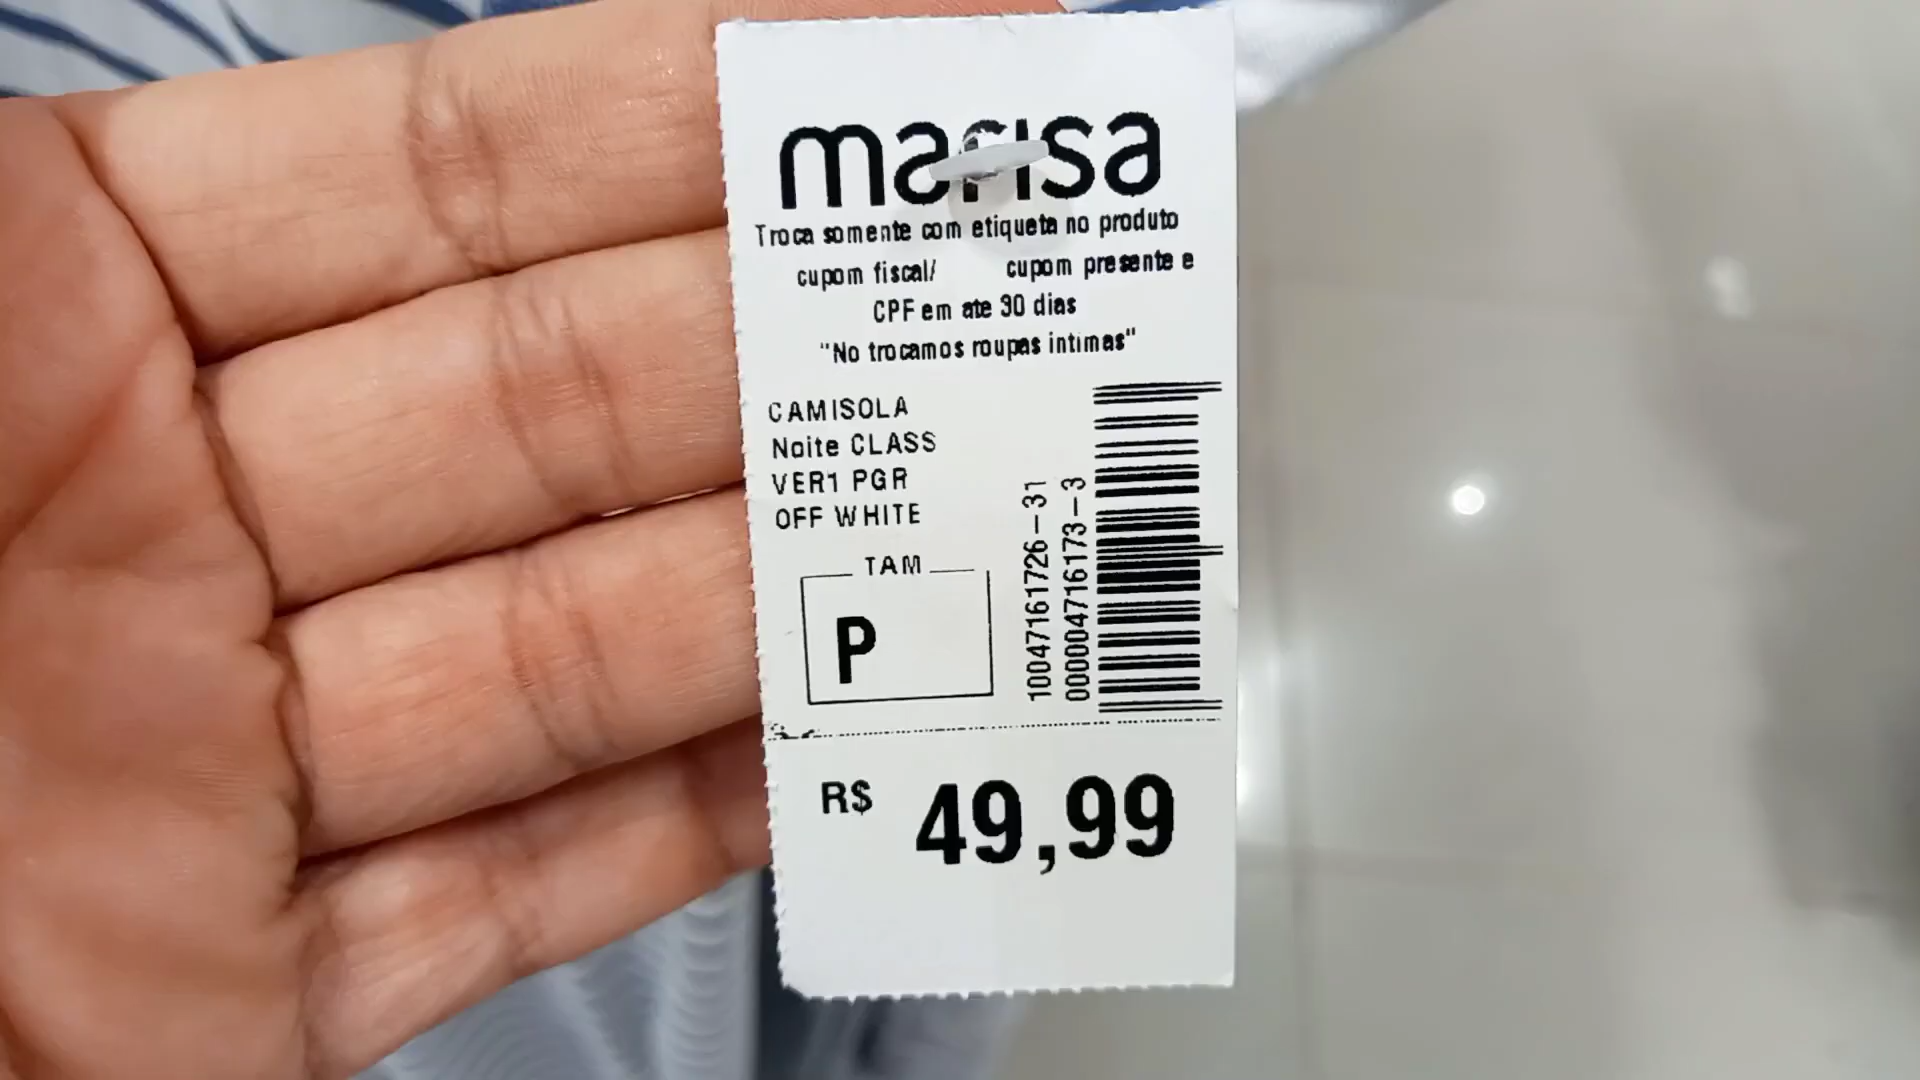 marisa
Troca somente com etiqueta no produto
cupom fiscal/ cupom presente e
CPF em ate 30 dias
"No trocamos roupas intimas"
CAMISOLA
Noite CLASS
VER1 PGR
OFF WHITE
TAM
P
10047161726-31
0000004716173-3
R$ 49,99